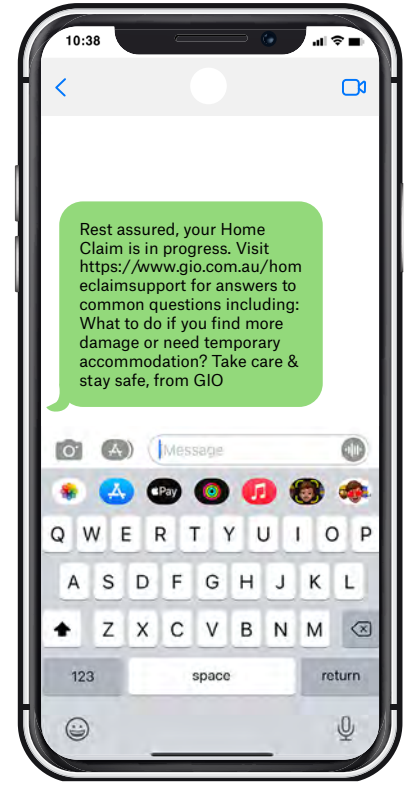 10:38
Rest assured, your Home
Claim is in progress. Visit
https://www.gio.com.au/hom
eclaimsupport for answers to
common questions including:
What to do if you find more
damage or need temporary
accommodation? Take care &
stay safe, from GIO
Message
Pay
Q W E R T Y U I O P
A S D F G H J K L
Z X C V B N M
123 space return